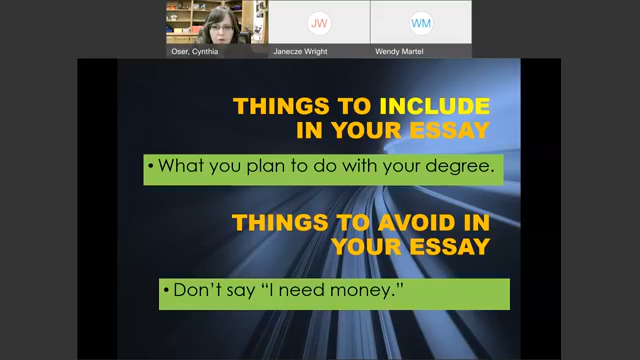 JW
WM
Oser, Cynthia
Janecze Wright
Wendy Martel
THINGS TO INCLUDE
IN YOUR ESSAY
• What you plan to do with your degree.
THINGS TO AVOID IN
YOUR ESSAY
• Don't say “I need money.”